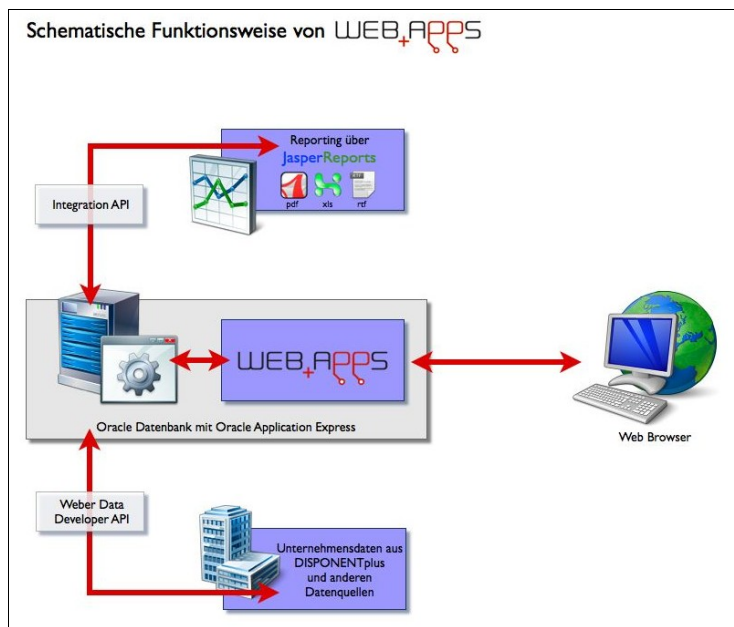 Schematische Funktionsweise von WEB+APPS
Reporting über
JasperReports
pdf xls rtf
Integration API
WEB+APPS
Oracle Datenbank mit Oracle Application Express
Web Browser
Weber Data
Developer API
Unternehmensdaten aus
DISPONENTplus
und anderen
Datenquellen